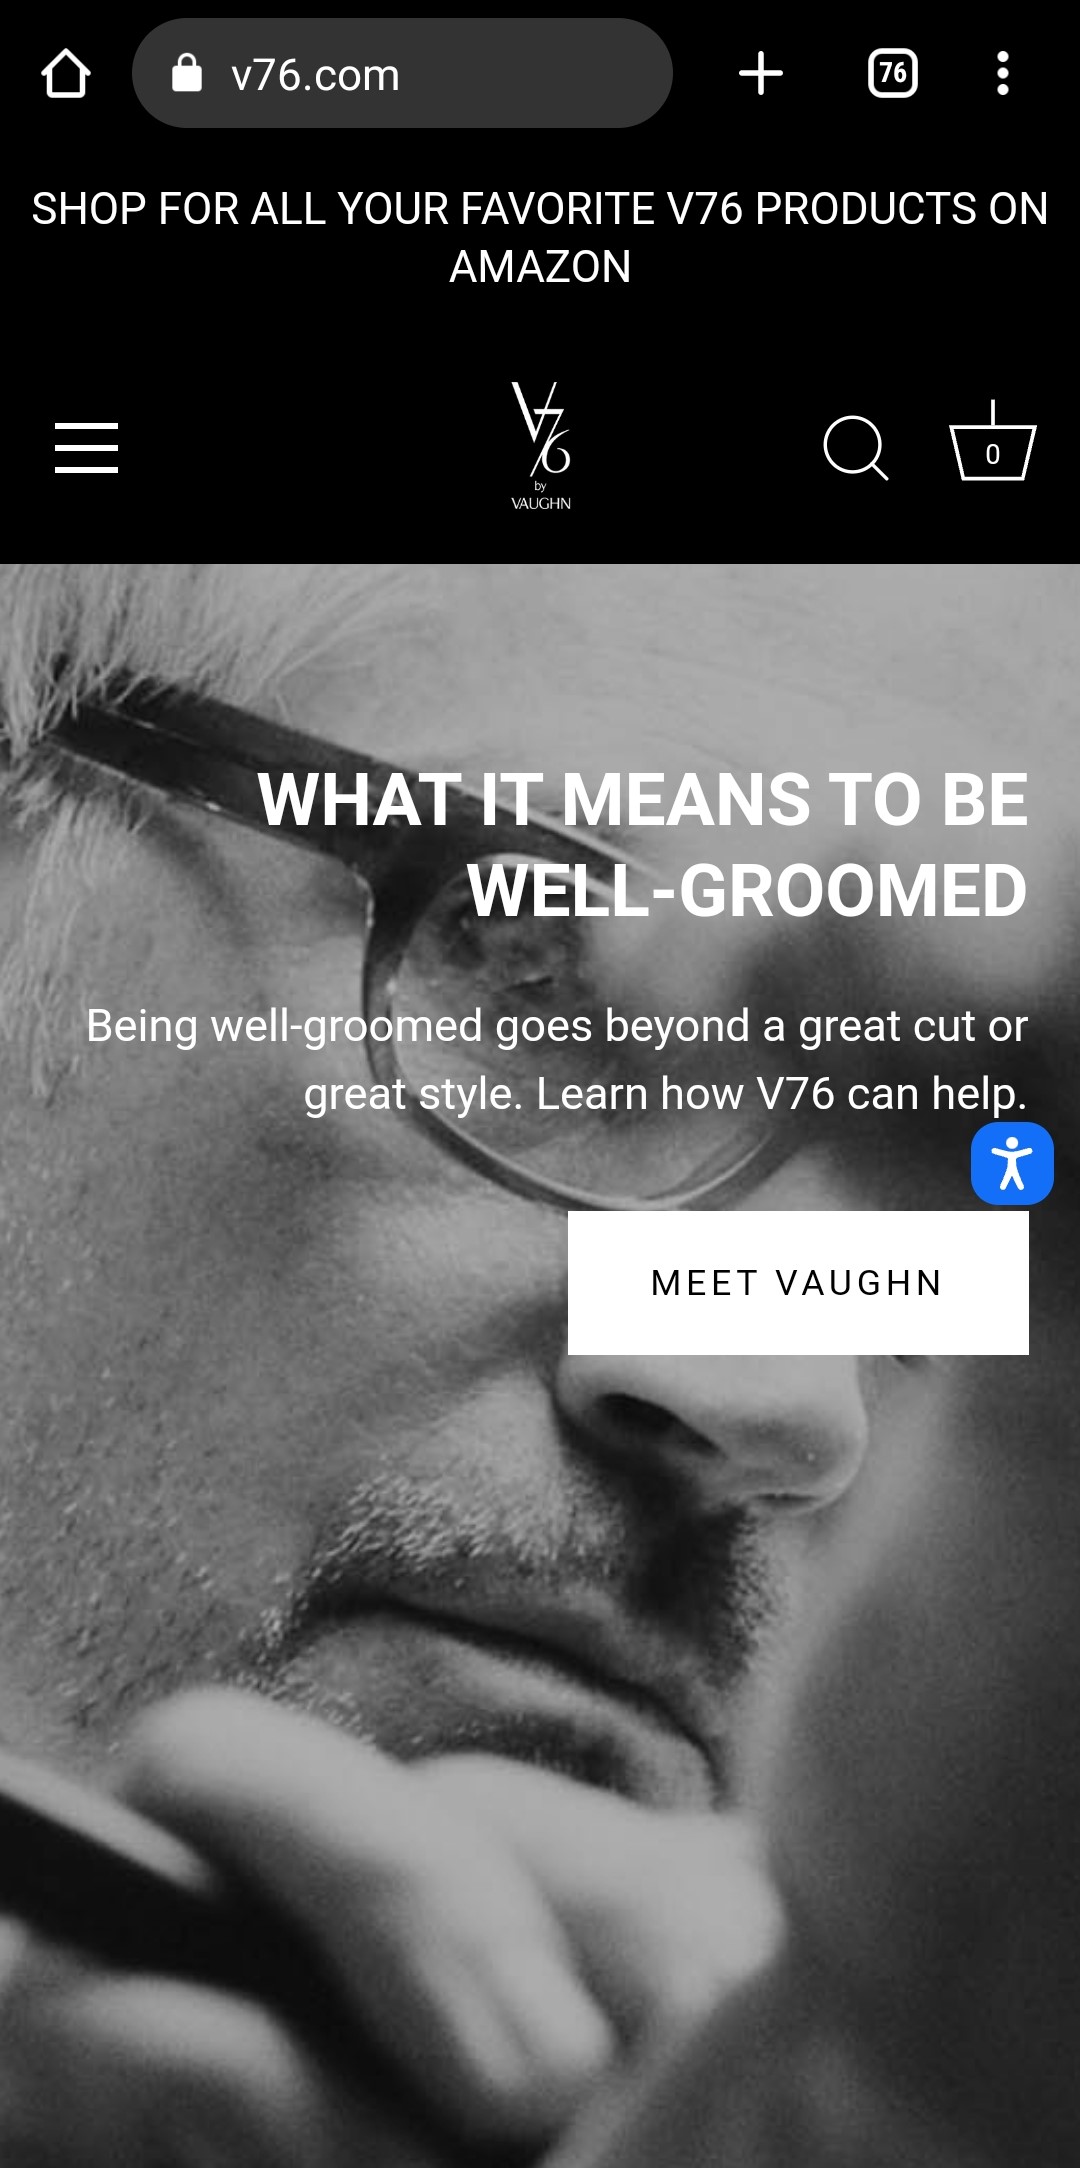 v76.com
76
SHOP FOR ALL YOUR FAVORITE V76 PRODUCTS ON
AMAZON
V76
by
VAUGHN
0
WHAT IT MEANS TO BE
WELL-GROOMED
Being well-groomed goes beyond a great cut or
great style. Learn how V76 can help.
MEET VAUGHN